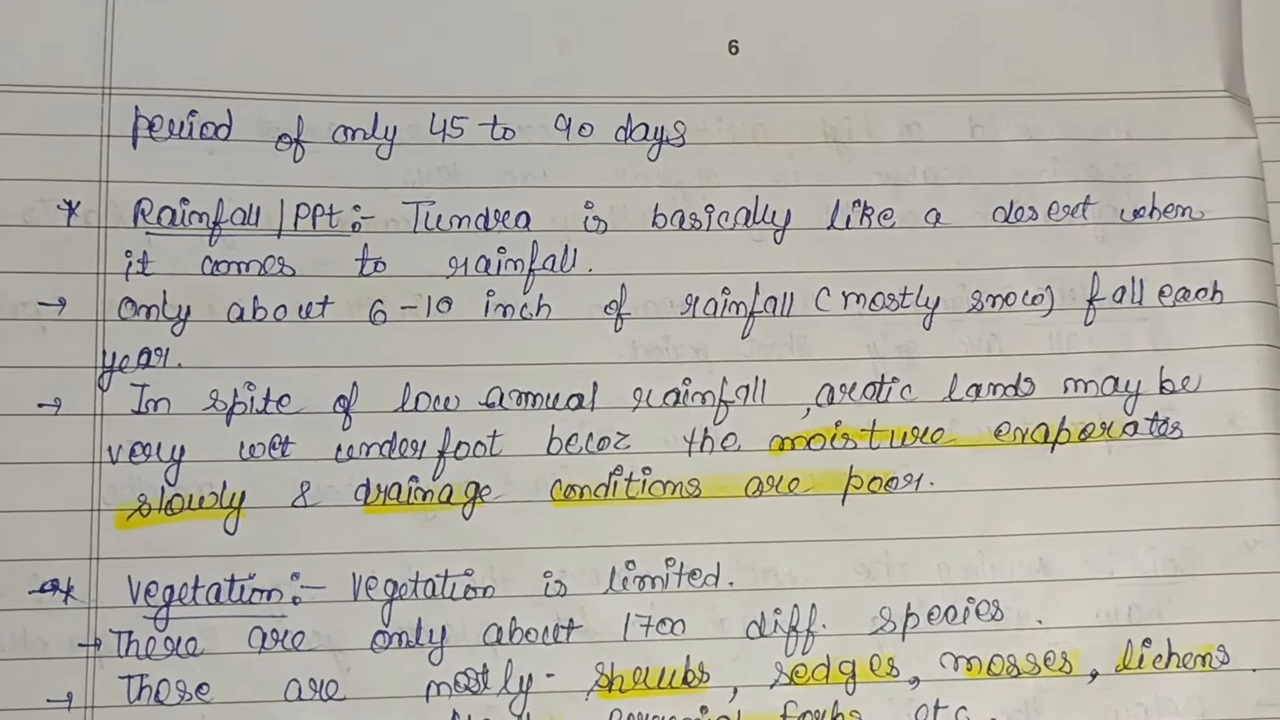 6
period of only 45 to 90 days
* Rainfall/PPt:- Tundra is basically like a desert when
it comes to rainfall.
→ Only about 6-10 inch of rainfall (mostly snow) fall each
year.
→ In spite of low annual rainfall, arctic lands may be
very wet underfoot becoz the moisture evaporates
slowly & drainage conditions are poor.
* Vegetation:- Vegetation is limited.
→ There are only about 1700 diff. species.
→ These are mostly- shrubs, sedges, mosses, lichens
perennial forbs etc.